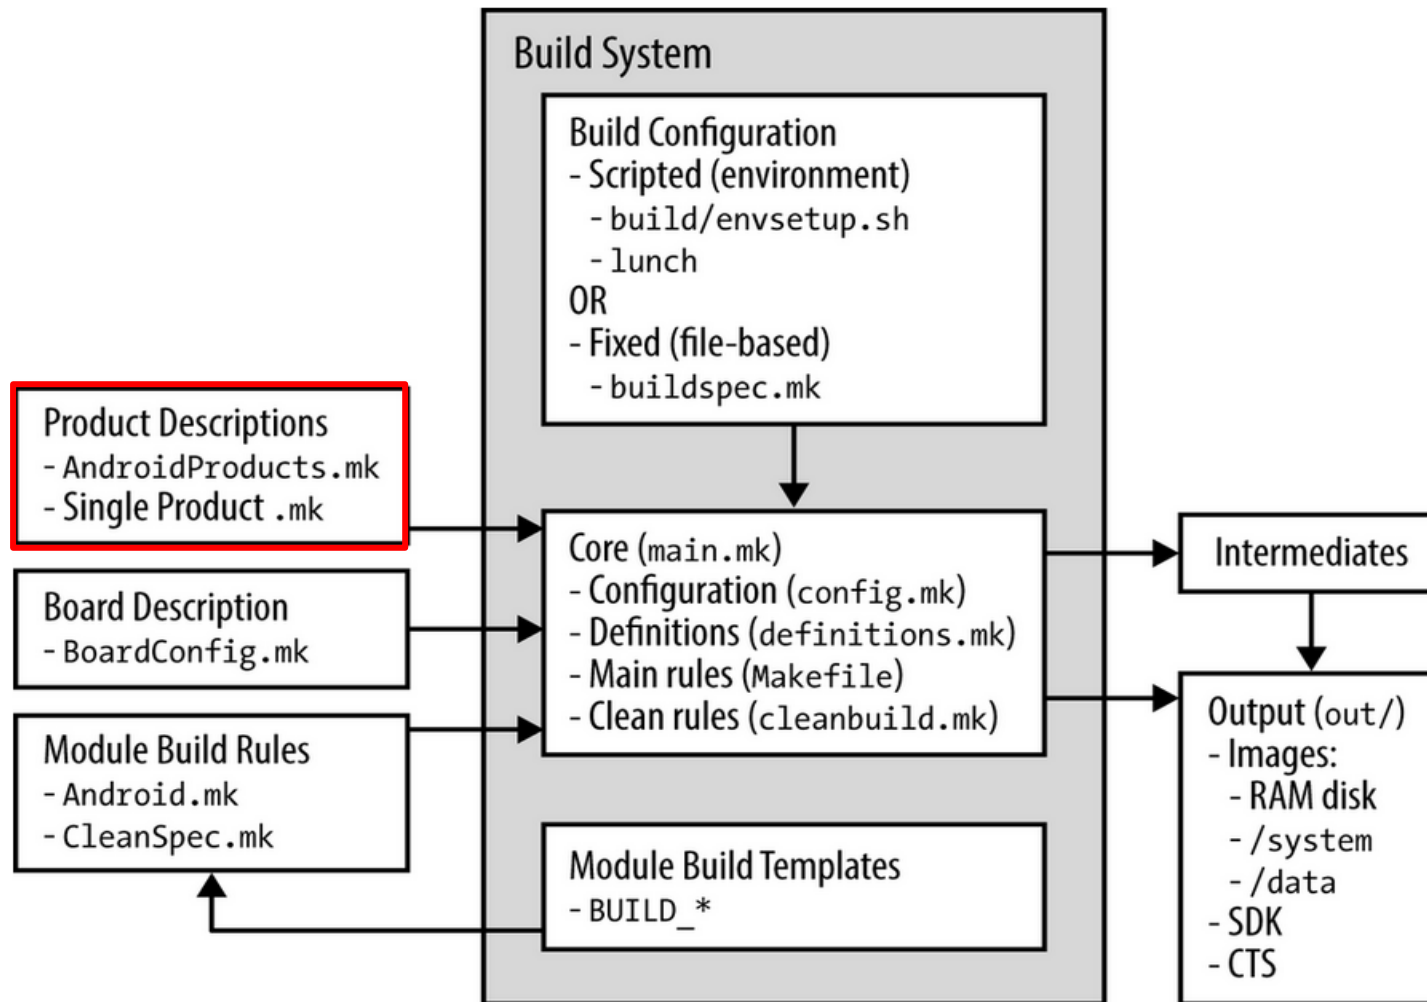 Build System
Build Configuration
- Scripted (environment)
- build/envsetup.sh
- lunch
OR
- Fixed (file-based)
- buildspec.mk
Product Descriptions
- AndroidProducts.mk
- Single Product .mk
Board Description
- BoardConfig.mk
Module Build Rules
- Android.mk
- CleanSpec.mk
Core (main.mk)
- Configuration (config.mk)
- Definitions (definitions.mk)
- Main rules (Makefile)
- Clean rules (cleanbuild.mk)
Module Build Templates
- BUILD_*
Intermediates
Output (out/)
- Images:
- RAM disk
- /system
- /data
- SDK
- CTS